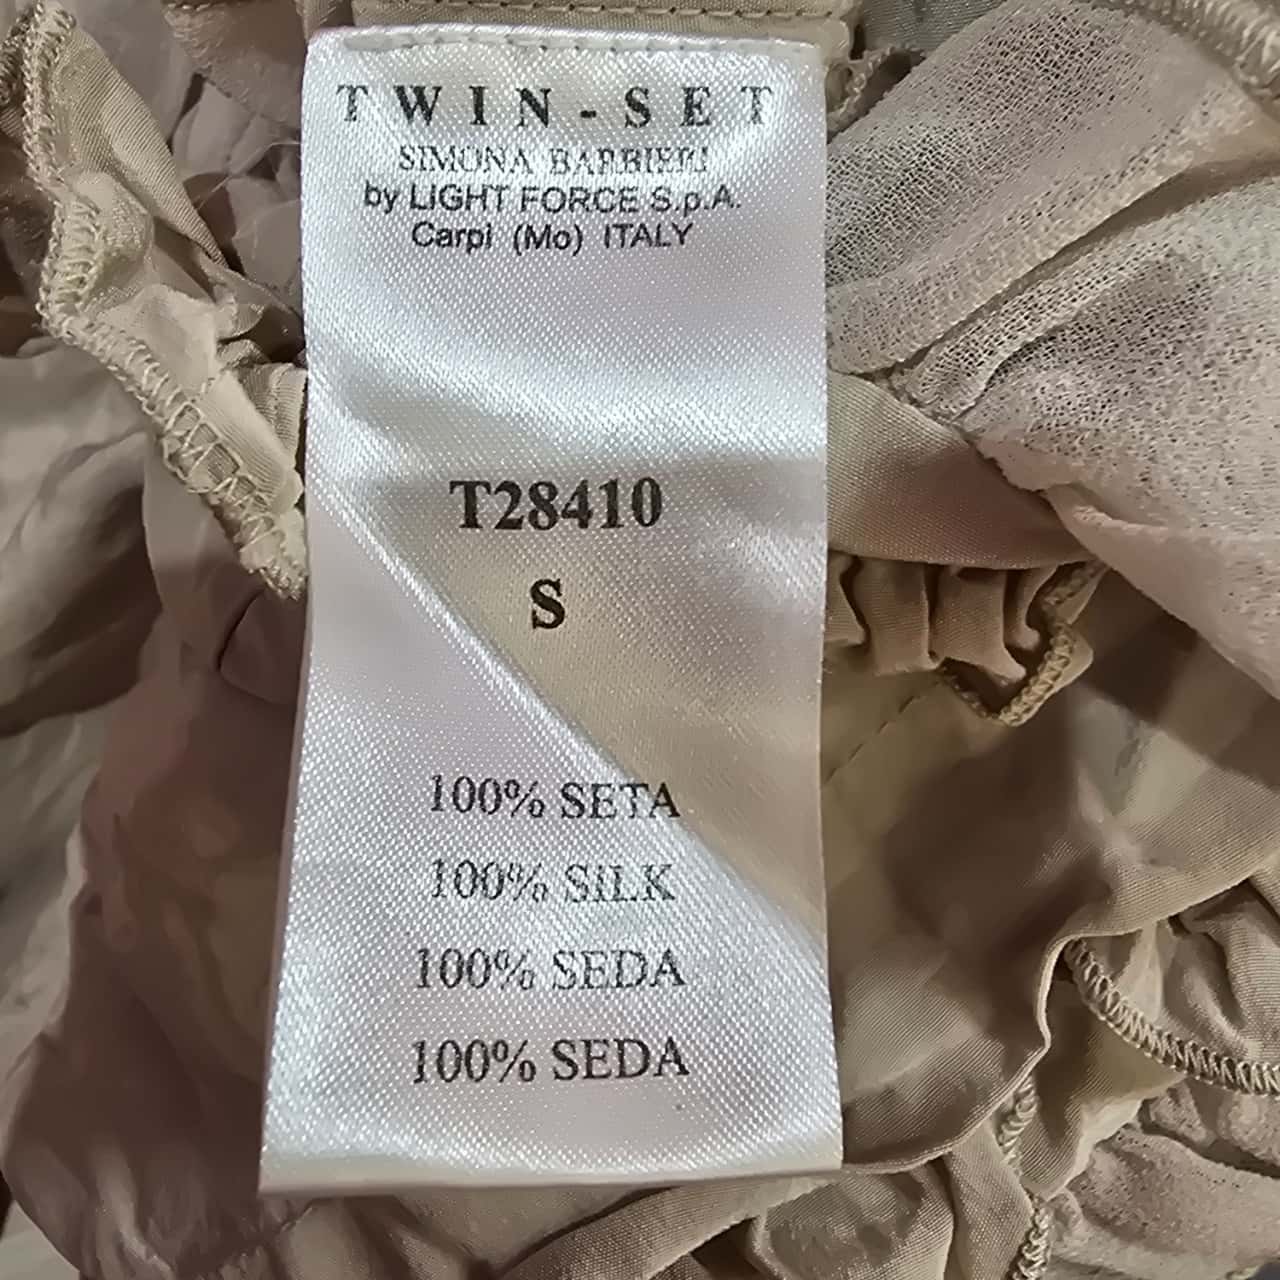 TWIN-SET
SIMONA BARBIERI
by LIGHT FORCE S.p.A.
Carpi (Mo) ITALY
T28410
S
100% SETA
100% SILK
100% SEDA
100% SEDA